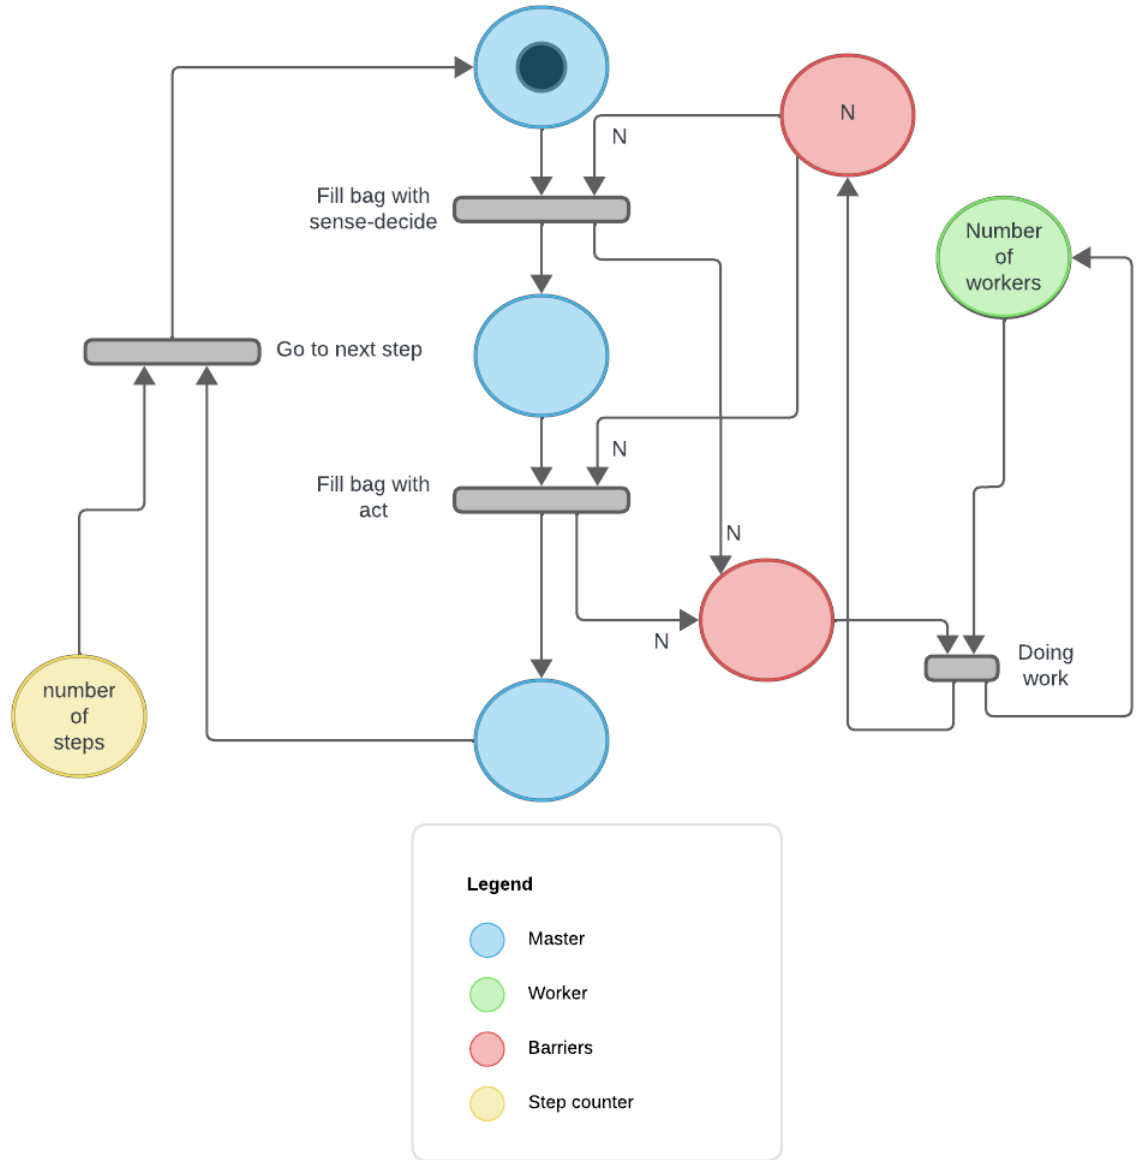 N
N
Fill bag with
sense-decide
Number
of
workers
Go to next step
N
Fill bag with
act
N
N
Doing
work
number
of
steps
Legend
Master
Worker
Barriers
Step counter